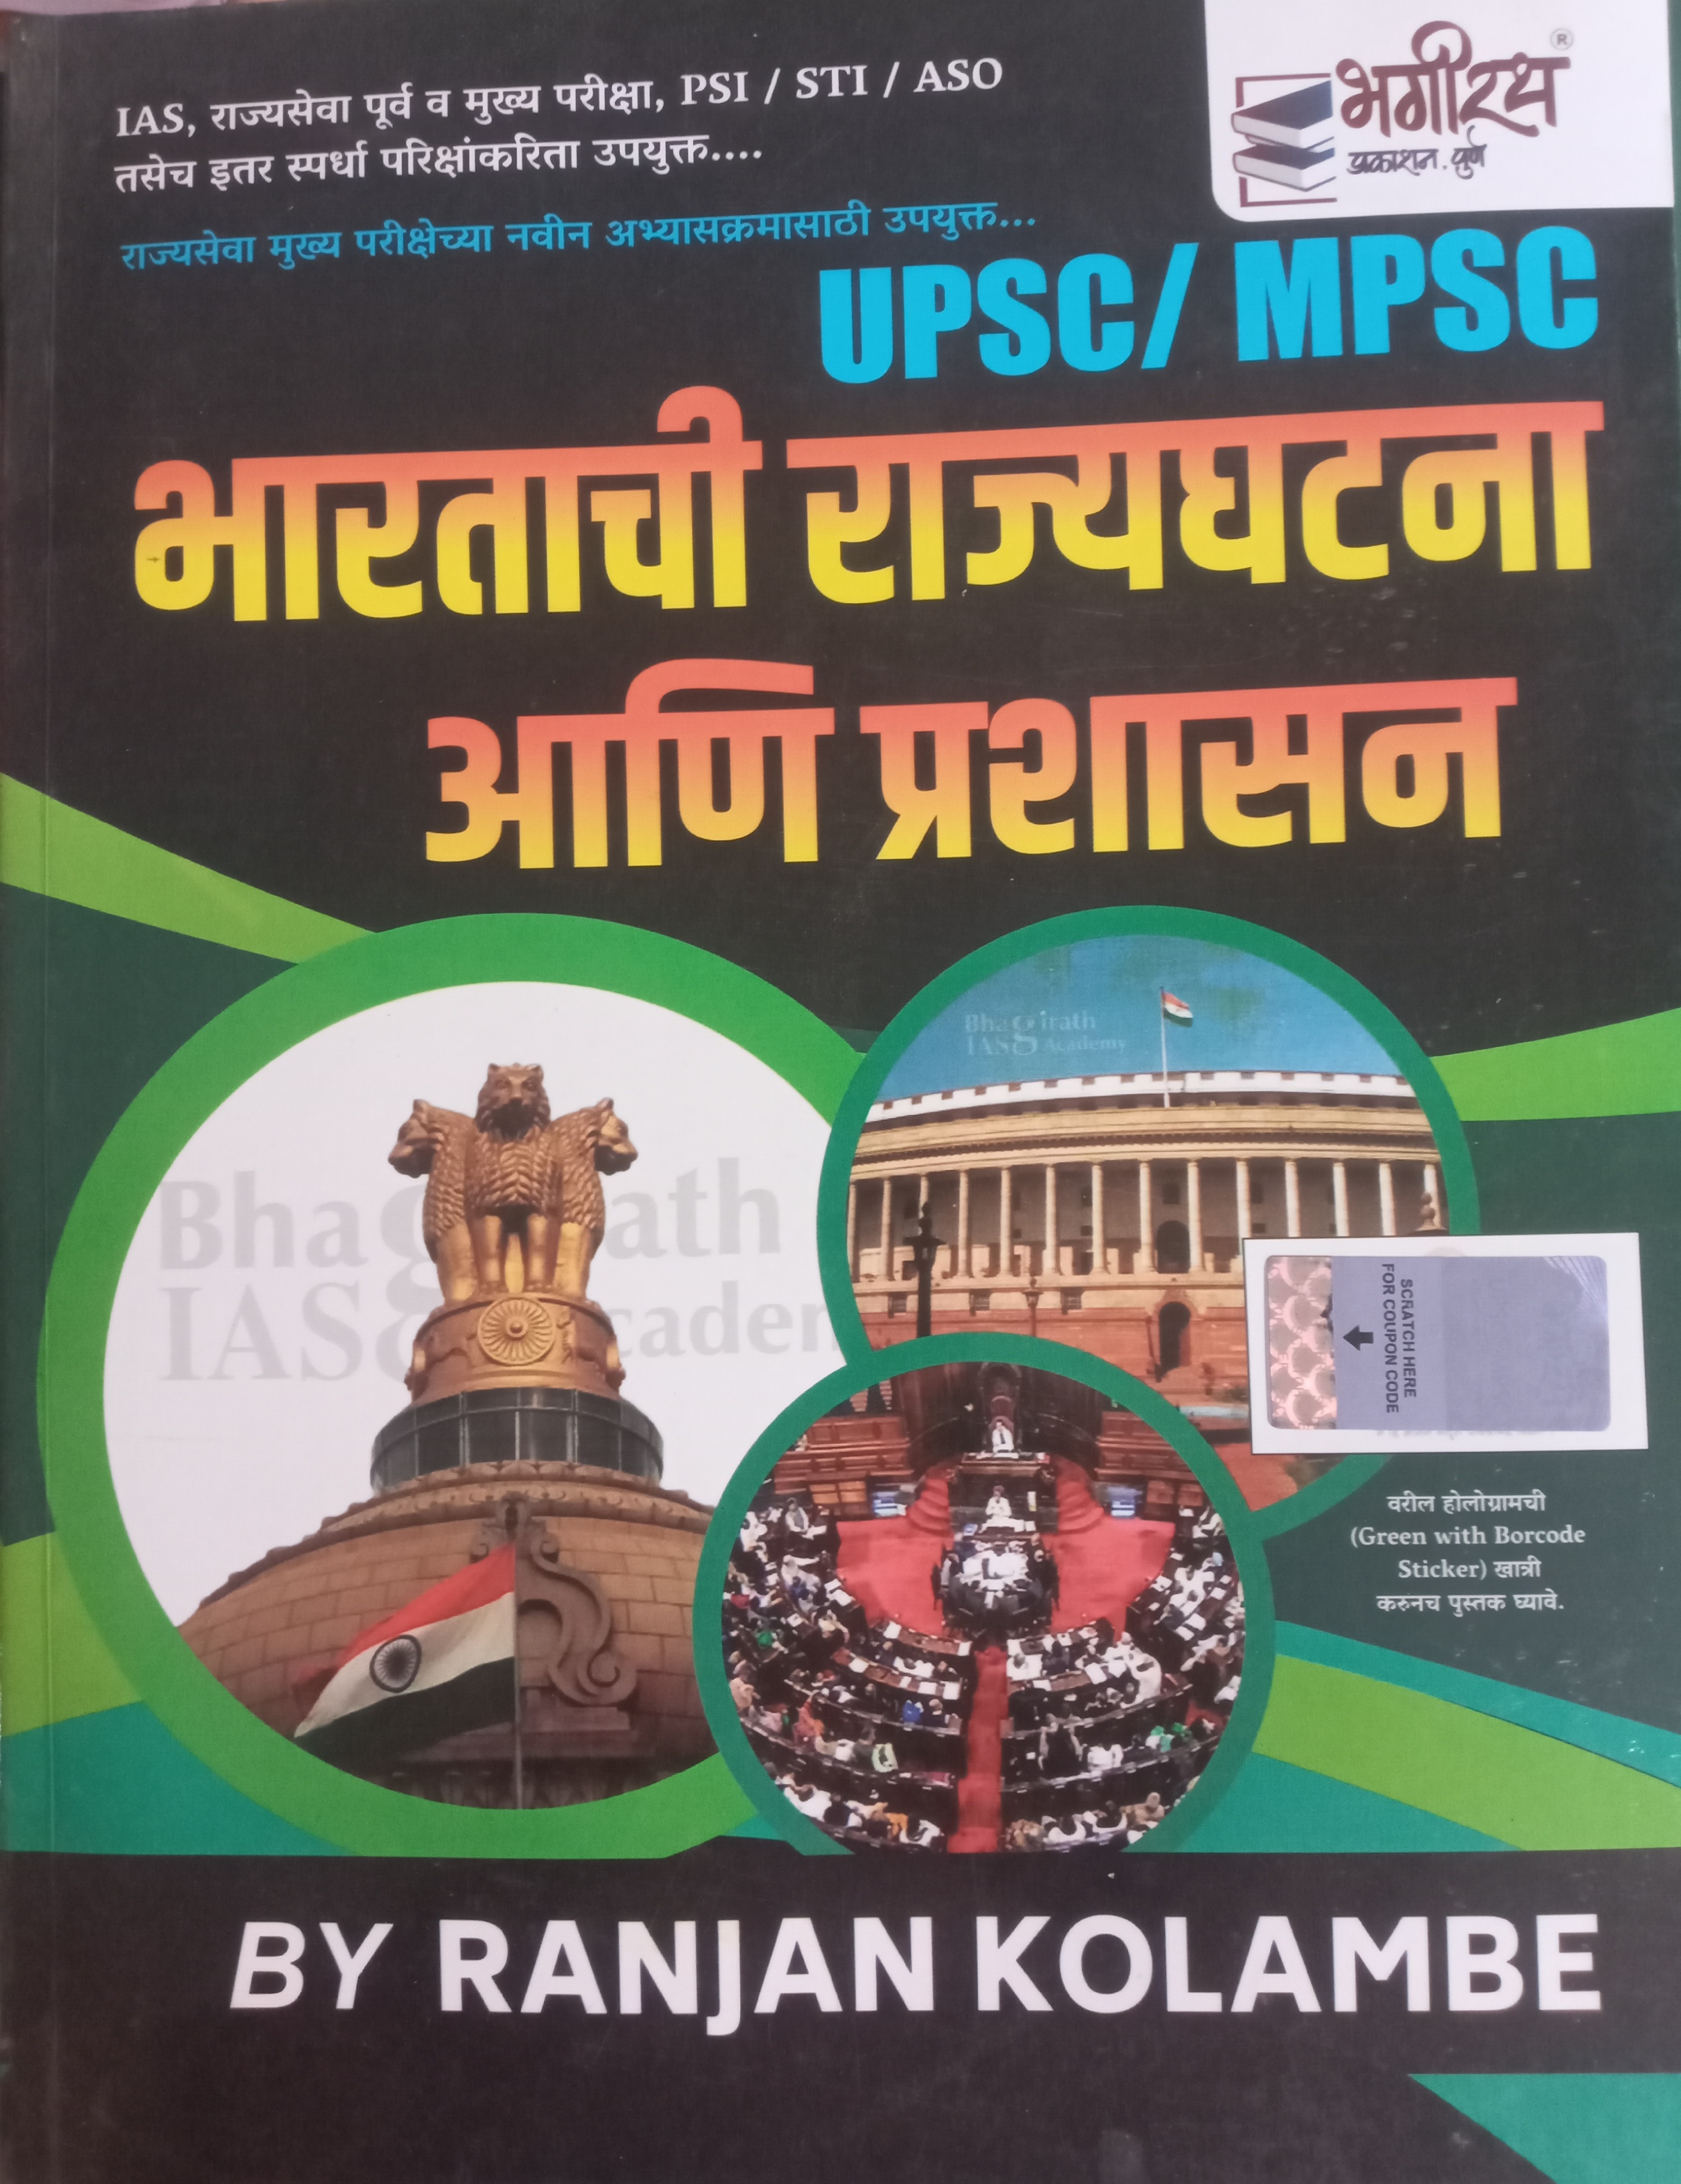 IAS, राज्यसेवा पूर्व व मुख्य परीक्षा, PSI / STI / ASO
तसेच इतर स्पर्धा परिक्षांकरिता उपयुक्त....
राज्यसेवा मुख्य परीक्षेच्या नवीन अभ्यासक्रमासाठी उपयुक्त...
भगीरथ ®
प्रकाशन. पुणे
UPSC/ MPSC
भारताची राज्यघटना
आणि प्रशासन
Bhagirath
IAS Academy
SCRATCH HERE
FOR COUPON CODE
वरील होलोग्रामची
(Green with Borcode
Sticker) खात्री
करुनच पुस्तक घ्यावे.
BY RANJAN KOLAMBE